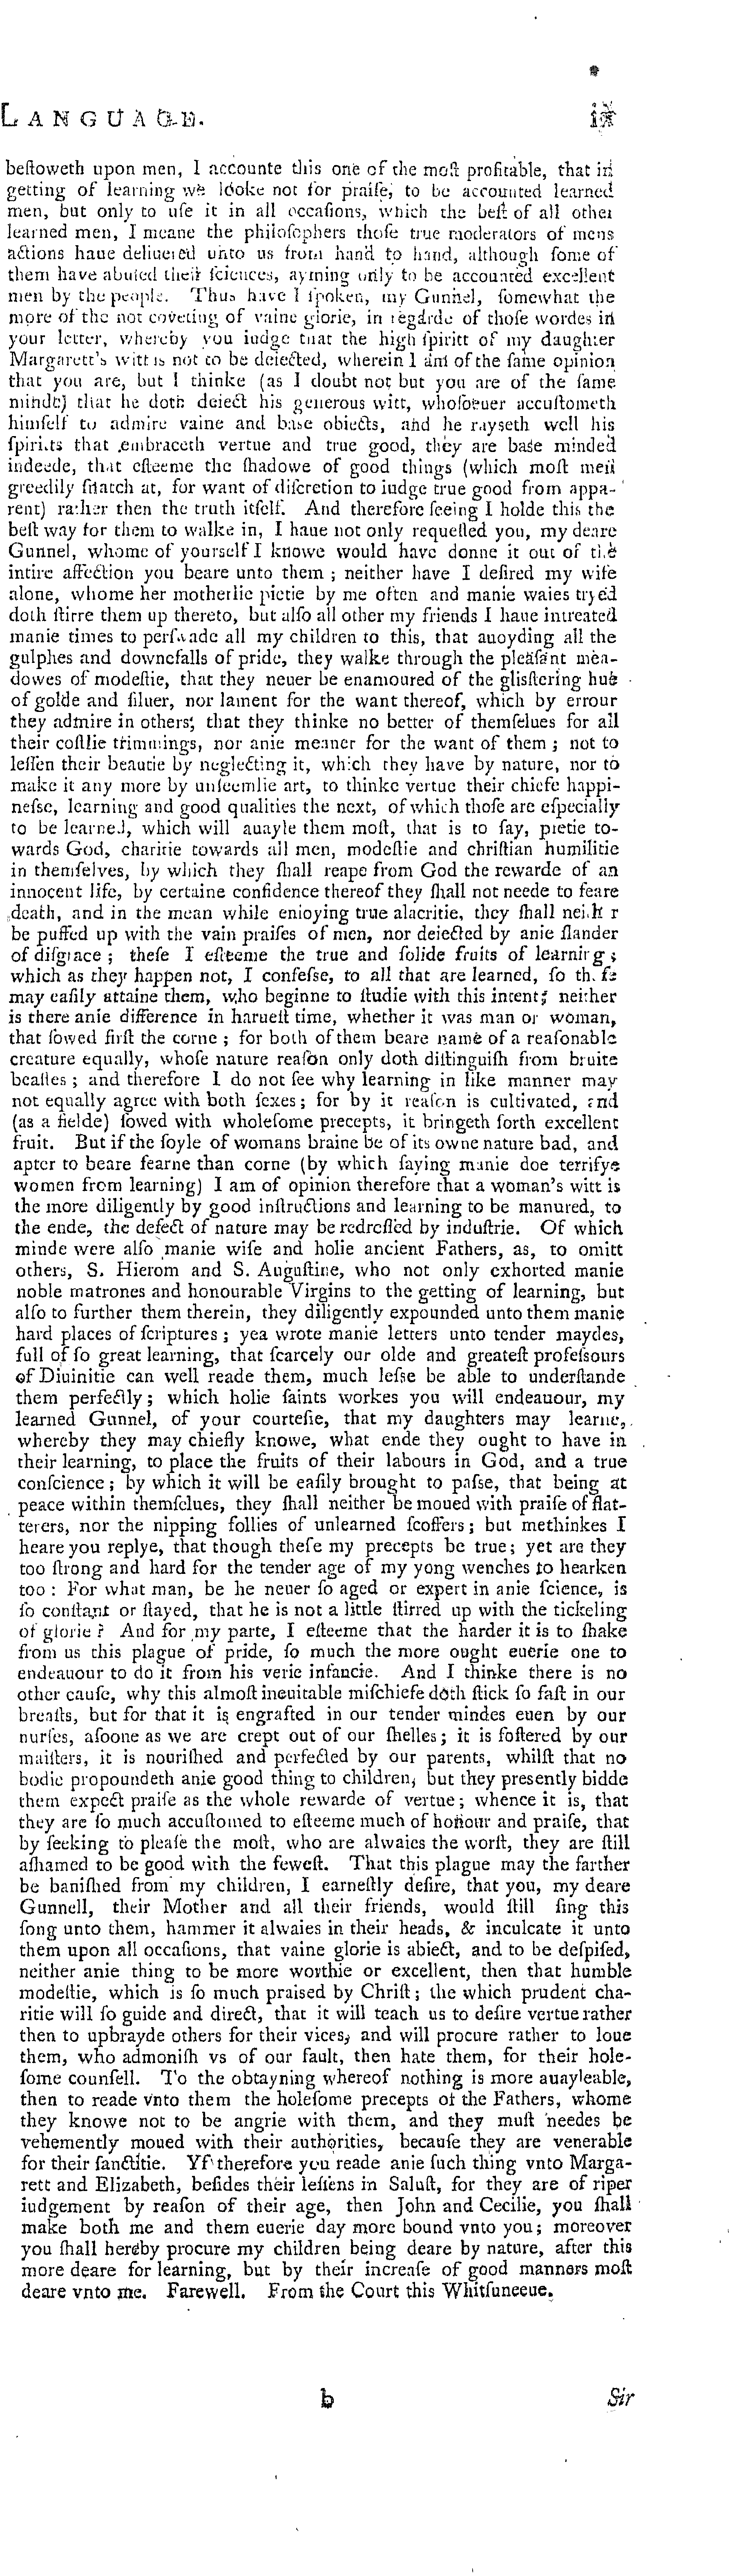 LANGUAGE. ix
beſtoweth upon men, I accounte this one of the moſt profitable, that in
getting of learning we looke not for praiſe, to be accounted learned
men, but only to uſe it in all occaſions, which the beſt of all other
learned men, I meane the philoſophers thoſe true moderators of mens
actions haue deliuered unto us from hand to hand, although ſome of
them have abuſed their ſciences, ayming only to be accounted excellent
men by the people. Thus have I ſpoken, my Gunnel, ſomewhat the
more of the not coveting of vaine glorie, in regarde of thoſe wordes in
your letter, whereby you iudge that the high ſpiritt of my daughter
Margarett's witt is not to be deiected, wherein I am of the ſame opinion
that you are, but I thinke (as I doubt not but you are of the ſame
minde) that he doth deiect his generous witt, whoſoeuer accuſtometh
himſelf to admire vaine and baſe obiects, and he rayseth well his
ſpiritts that embraceth vertue and true good, they are baſe minded
indeede, that eſteeme the ſhadowe of good things (which moſt men
greedily ſnatch at, for want of diſcretion to iudge true good from appa-
rent) rather then the truth itſelf. And therefore ſeeing I holde this the
beſt way for them to walke in, I haue not only requeſted you, my deare
Gunnel, whome of yourself I knowe would have donne it out of the
intire affection you beare unto them ; neither have I deſired my wife
alone, whome her motherlie pietie by me often and manie waies tryed
doth ſtirre them up thereto, but alſo all other my friends I haue intreated
manie times to perſuade all my children to this, that auoyding all the
gulphes and downefalls of pride, they walke through the pleaſant mea-
dowes of modeſtie, that they neuer be enamoured of the gliſtering hue
of golde and ſiluer, nor lament for the want thereof, which by errour
they admire in others; that they thinke no better of themſelues for all
their coſtlie trimmings, nor anie meaner for the want of them ; not to
leſſen their beautie by neglecting it, which they have by nature, nor to
make it any more by unſeemlie art, to thinke vertue their chiefe happi-
neſse, learning and good qualities the next, of which thoſe are eſpecially
to be learned, which will auayle them moſt, that is to ſay, pietie to-
wards God, charitie towards all men, modeſtie and chriſtian humilitie
in themſelves, by which they ſhall reape from God the rewarde of an
innocent life, by certaine confidence thereof they ſhall not neede to feare
death, and in the mean while enioying true alacritie, they ſhall neither
be puffed up with the vain praiſes of men, nor deiected by anie ſlander
of diſgrace ; theſe I eſteeme the true and ſolide fruits of learning ;
which as they happen not, I confeſse, to all that are learned, ſo thoſe
may eaſily attaine them, who beginne to ſtudie with this intent; neither
is there anie difference in harueſt time, whether it was man or woman,
that ſowed firſt the corne ; for both of them beare name of a reaſonable
creature equally, whoſe nature reaſon only doth diſtinguiſh from bruite
beaſtes ; and therefore I do not ſee why learning in like manner may
not equally agree with both ſexes; for by it reaſon is cultivated, and
(as a fielde) ſowed with wholeſome precepts, it bringeth forth excellent
fruit. But if the ſoyle of womans braine be of its owne nature bad, and
apter to beare fearne than corne (by which ſaying manie doe terrifye
women from learning) I am of opinion therefore that a woman's witt is
the more diligently by good inſtructions and learning to be manured, to
the ende, the defect of nature may be redreſſed by induſtrie. Of which
minde were alſo manie wiſe and holie ancient Fathers, as, to omitt
others, S. Hierom and S. Auguſtine, who not only exhorted manie
noble matrones and honourable Virgins to the getting of learning, but
alſo to further them therein, they diligently expounded unto them manie
hard places of ſcriptures ; yea wrote manie letters unto tender maydes,
full of ſo great learning, that ſcarcely our olde and greateſt profeſsours
of Diuinitie can well reade them, much leſse be able to underſtande
them perfectly ; which holie ſaints workes you will endeauour, my
learned Gunnel, of your courteſie, that my daughters may learne,
whereby they may chiefly knowe, what ende they ought to have in
their learning, to place the fruits of their labours in God, and a true
conſcience ; by which it will be eaſily brought to paſse, that being at
peace within themſelues, they ſhall neither be moued with praiſe of flat-
terers, nor the nipping follies of unlearned ſcoffers ; but methinkes I
heare you replye, that though theſe my precepts be true; yet are they
too ſtrong and hard for the tender age of my yong wenches to hearken
too : For what man, be he neuer ſo aged or expert in anie ſcience, is
ſo conſtant or ſtayed, that he is not a little ſtirred up with the tickeling
of glorie ? And for my parte, I eſteeme that the harder it is to ſhake
from us this plague of pride, ſo much the more ought euerie one to
endeauour to do it from his verie infancie. And I thinke there is no
other cauſe, why this almoſt ineuitable miſchiefe doth ſtick ſo faſt in our
breaſts, but for that it is engrafted in our tender mindes euen by our
nurſes, aſoone as we are crept out of our ſhelles ; it is foſtered by our
maiſters, it is nouriſhed and perfected by our parents, whilſt that no
bodie propoundeth anie good thing to children, but they presently bidde
them expect praiſe as the whole rewarde of vertue ; whence it is, that
they are ſo much accuſtomed to eſteeme much of honour and praiſe, that
by ſeeking to pleaſe the moſt, who are alwaies the worſt, they are ſtill
aſhamed to be good with the feweſt. That this plague may the farther
be baniſhed from my children, I earneſtly deſire, that you, my deare
Gunnell, their Mother and all their friends, would ſtill ſing this
ſong unto them, hammer it alwaies in their heads, & inculcate it unto
them upon all occaſions, that vaine glorie is abiect, and to be deſpiſed,
neither anie thing to be more worthie or excellent, then that humble
modeſtie, which is ſo much praised by Chriſt ; the which prudent cha-
ritie will ſo guide and direct, that it will teach us to deſire vertue rather
then to upbrayde others for their vices, and will procure rather to loue
them, who admoniſh vs of our fault, then hate them, for their hole-
ſome counſell. To the obtayning whereof nothing is more auayleable,
then to reade vnto them the holeſome precepts of the Fathers, whome
they knowe not to be angrie with them, and they muſt needes be
vehemently moued with their authorities, becauſe they are venerable
for their ſanctitie. Yf therefore you reade anie ſuch thing vnto Marga-
rett and Elizabeth, beſides their leſſens in Saluſt, for they are of riper
iudgement by reaſon of their age, then John and Cecilie, you ſhall
make both me and them euerie day more bound vnto you; moreover
you ſhall hereby procure my children being deare by nature, after this
more deare for learning, but by their increaſe of good manners moſt
deare vnto me. Farewell. From the Court this Whitſuneeue.
b Sir